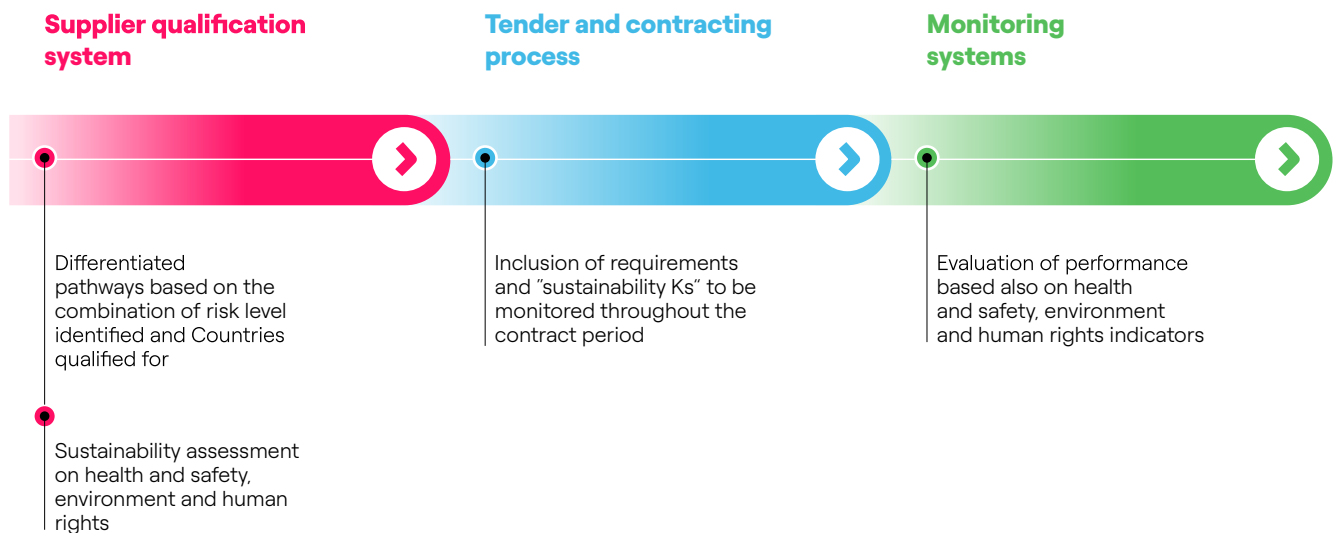 Supplier qualification
system
Tender and contracting
process
Monitoring
systems
Differentiated
pathways based on the
combination of risk level
identified and Countries
qualified for
Sustainability assessment
on health and safety,
environment and human
rights
Inclusion of requirements
and “sustainability Ks” to be
monitored throughout the
contract period
Evaluation of performance
based also on health
and safety, environment
and human rights indicators